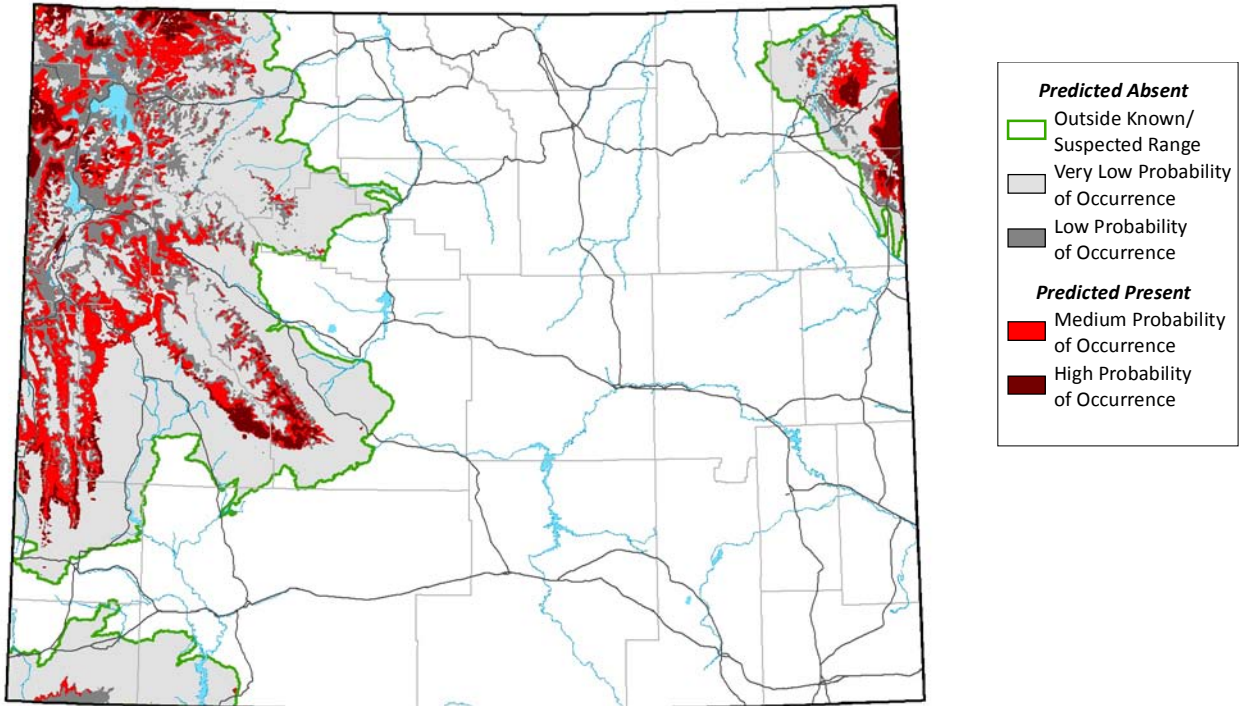 Predicted Absent
Outside Known/
Suspected Range
Very Low Probability
of Occurrence
Low Probability
of Occurrence
Predicted Present
Medium Probability
of Occurrence
High Probability
of Occurrence